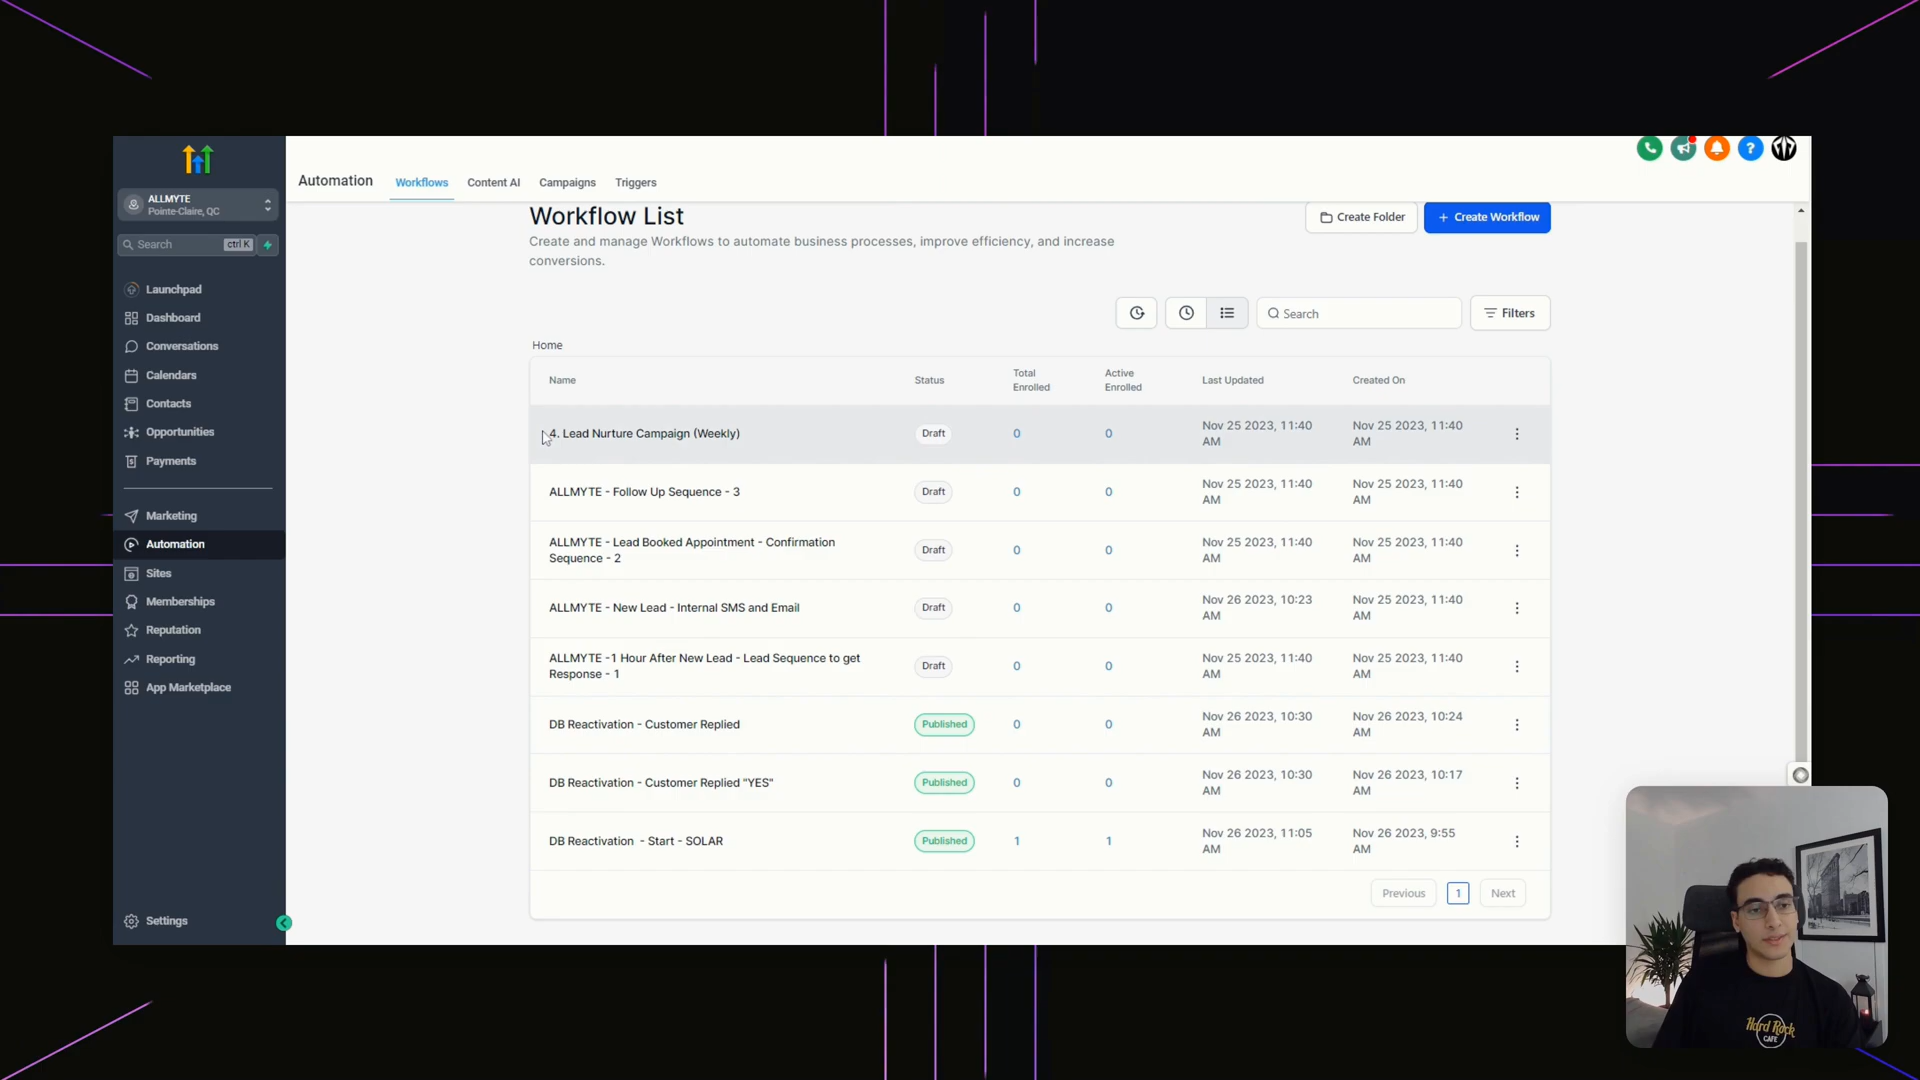 ALLMYTE
Pointe-Claire, QC
Search
ctrl K
Launchpad
Dashboard
Conversations
Calendars
Contacts
Opportunities
Payments
Marketing
Automation
Sites
Memberships
Reputation
Reporting
App Marketplace
Settings
Automation
Workflows
Content AI
Campaigns
Triggers
Workflow List
Create and manage Workflows to automate business processes, improve efficiency, and increase
conversions.
Create Folder
+ Create Workflow
Search
Filters
Home
Name
Status
Total
Enrolled
Active
Enrolled
Last Updated
Created On
4. Lead Nurture Campaign (Weekly)
Draft
0
0
Nov 25 2023, 11:40
AM
Nov 25 2023, 11:40
AM
ALLMYTE - Follow Up Sequence - 3
Draft
0
0
Nov 25 2023, 11:40
AM
Nov 25 2023, 11:40
AM
ALLMYTE - Lead Booked Appointment - Confirmation
Sequence - 2
Draft
0
0
Nov 25 2023, 11:40
AM
Nov 25 2023, 11:40
AM
ALLMYTE - New Lead - Internal SMS and Email
Draft
0
0
Nov 26 2023, 10:23
AM
Nov 25 2023, 11:40
AM
ALLMYTE -1 Hour After New Lead - Lead Sequence to get
Response - 1
Draft
0
0
Nov 25 2023, 11:40
AM
Nov 25 2023, 11:40
AM
DB Reactivation - Customer Replied
Published
0
0
Nov 26 2023, 10:30
AM
Nov 26 2023, 10:24
AM
DB Reactivation - Customer Replied "YES"
Published
0
0
Nov 26 2023, 10:30
AM
Nov 26 2023, 10:17
AM
DB Reactivation - Start - SOLAR
Published
1
1
Nov 26 2023, 11:05
AM
Nov 26 2023, 9:55
AM
Previous
1
Next
Hard Rock
CAFE